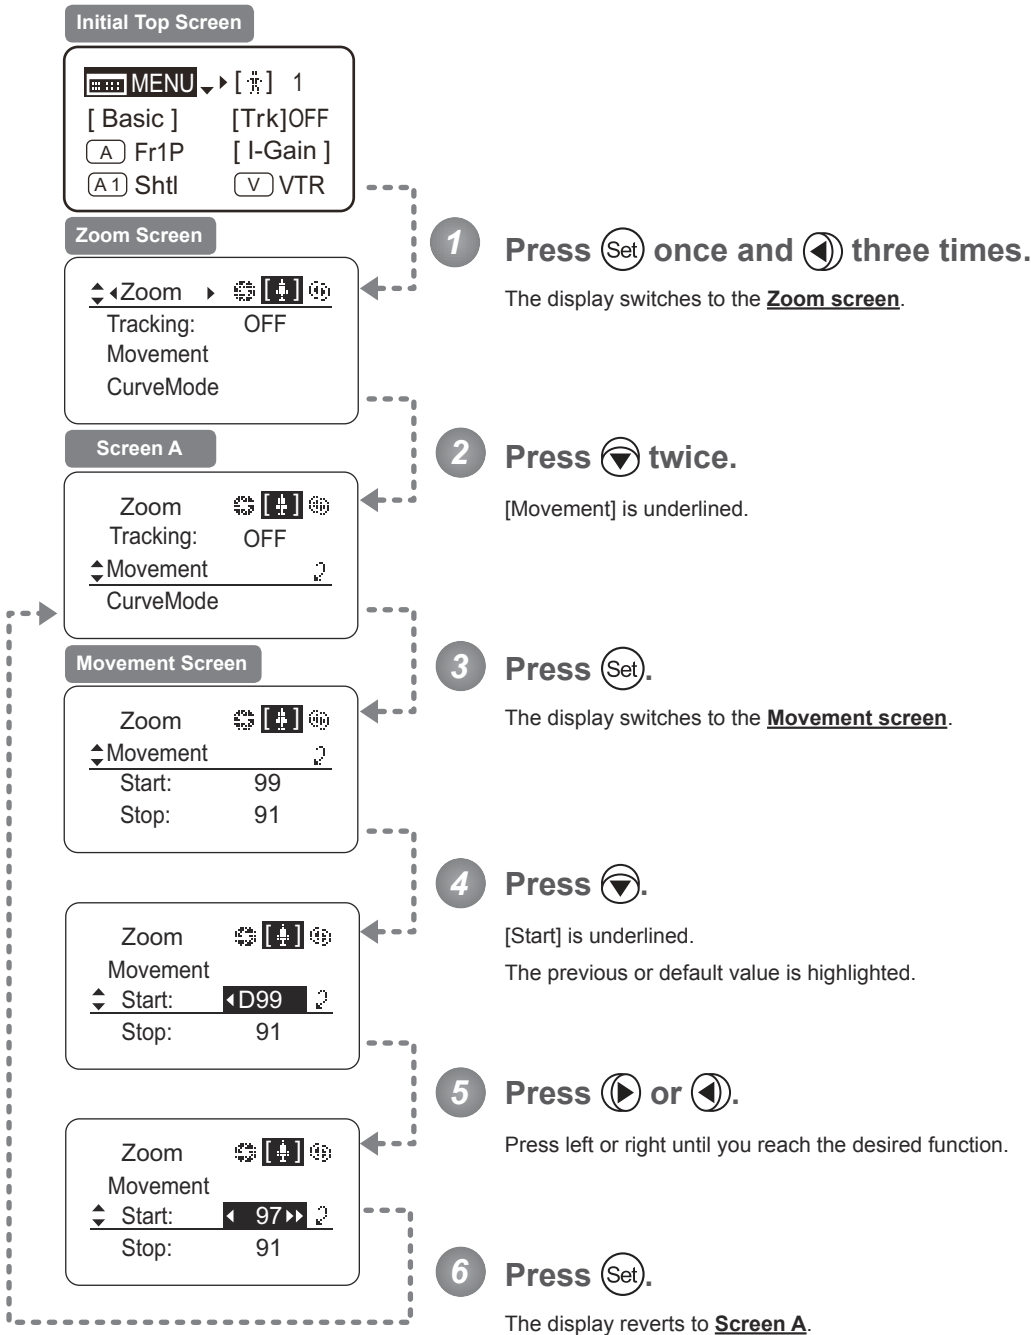 Initial Top Screen
MENU [ ] 1
[ Basic ] [Trk]OFF
A Fr1P [ I-Gain ]
A1 Shtl V VTR
Zoom Screen
Zoom [ ]
Tracking: OFF
Movement
CurveMode
1 Press Set once and three times.
The display switches to the Zoom screen.
Screen A
Zoom [ ]
Tracking: OFF
Movement
CurveMode
2 Press twice.
[Movement] is underlined.
Movement Screen
Zoom [ ]
Movement
Start: 99
Stop: 91
3 Press Set.
The display switches to the Movement screen.
Zoom [ ]
Movement
Start: D99
Stop: 91
4 Press .
[Start] is underlined.
The previous or default value is highlighted.
Zoom [ ]
Movement
Start: 97
Stop: 91
5 Press or .
Press left or right until you reach the desired function.
6 Press Set.
The display reverts to Screen A.